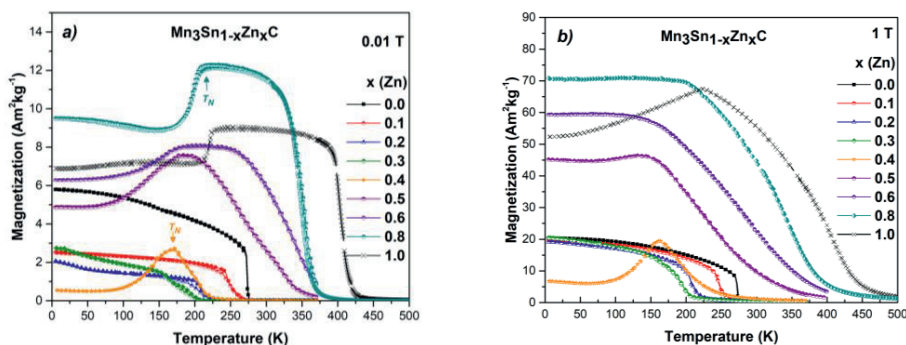 a)
Mn3Sn1-xZnxC
0.01 T
x (Zn)
0.0
0.1
0.2
0.3
0.4
0.5
0.6
0.8
1.0
TN
TN
14
12
10
8
6
4
2
0
0 50 100 150 200 250 300 350 400 450 500
Magnetization (Am2kg-1)
Temperature (K)
b)
Mn3Sn1-xZnxC
1 T
x (Zn)
0.0
0.1
0.2
0.3
0.4
0.5
0.6
0.8
1.0
90
80
70
60
50
40
30
20
10
0
0 50 100 150 200 250 300 350 400 450 500
Magnetization (Am2kg-1)
Temperature (K)